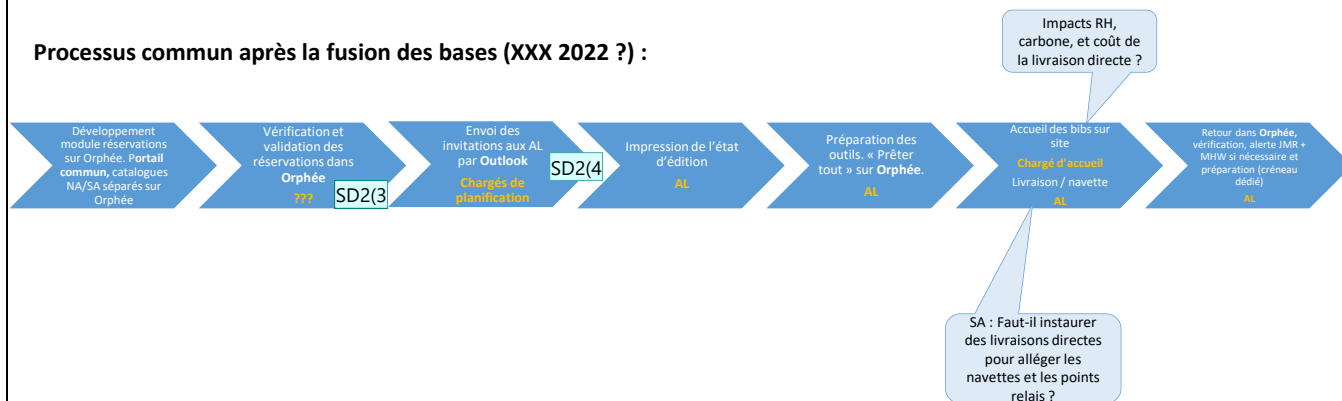 Impacts RH,
carbone, et coût de
la livraison directe ?
Processus commun après la fusion des bases (XXX 2022 ?) :
Développement
module réservations
sur Orphée. Portail
commun, catalogues
NA/SA séparés sur
Orphée
Vérification et
validation des
réservations dans
Orphée
???
SD2(3
Envoi des
invitations aux AL
par Outlook
Chargés de
planification
SD2(4
Impression de l'état
d'édition
AL
Préparation des
outils. « Prêter
tout » sur Orphée.
AL
Accueil des bibs sur
site
Chargé d'accueil
Livraison / navette
AL
Retour dans Orphée,
vérification, alerte JMR +
MHW si nécessaire et
préparation (créneau
dédié)
AL
SA : Faut-il instaurer
des livraisons directes
pour alléger les
navettes et les points
relais ?